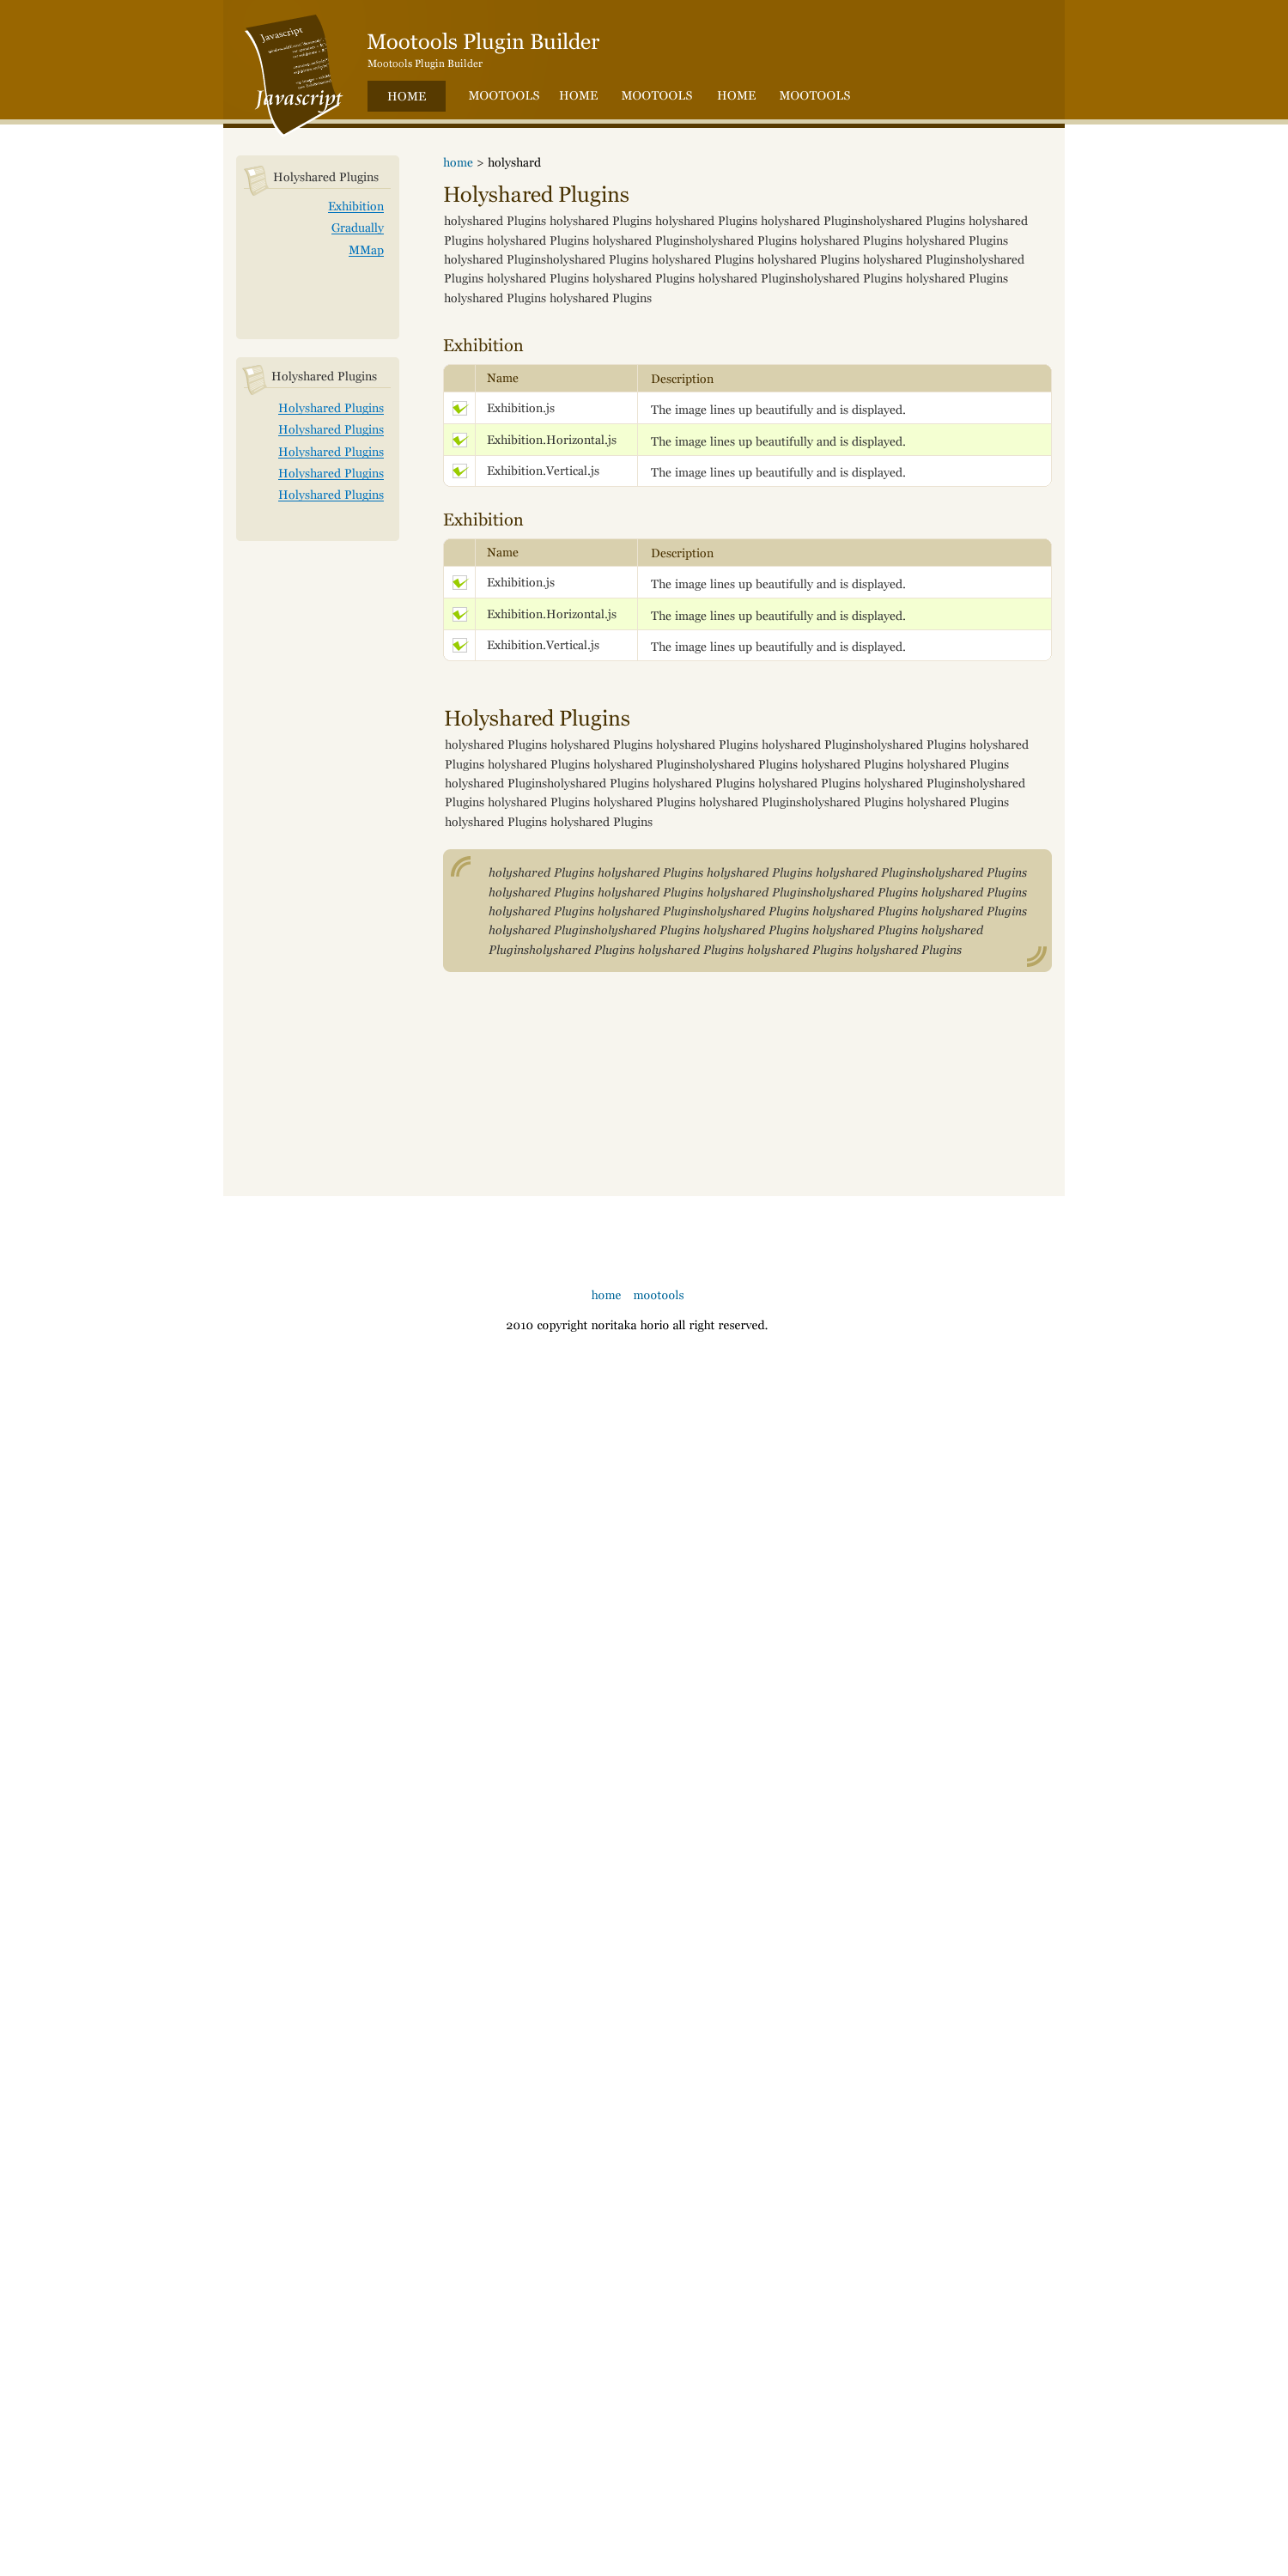 Javascript
Javascript
Mootools Plugin Builder
Mootools Plugin Builder
HOME MOOTOOLS HOME MOOTOOLS HOME MOOTOOLS
Holyshared Plugins
Exhibition
Gradually
MMap
Holyshared Plugins
Holyshared Plugins
Holyshared Plugins
Holyshared Plugins
Holyshared Plugins
Holyshared Plugins
home > holyshard
Holyshared Plugins
holyshared Plugins holyshared Plugins holyshared Plugins holyshared Pluginsholyshared Plugins holyshared
Plugins holyshared Plugins holyshared Pluginsholyshared Plugins holyshared Plugins holyshared Plugins
holyshared Pluginsholyshared Plugins holyshared Plugins holyshared Plugins holyshared Pluginsholyshared
Plugins holyshared Plugins holyshared Plugins holyshared Pluginsholyshared Plugins holyshared Plugins
holyshared Plugins holyshared Plugins
Exhibition
Name Description
Exhibition.js The image lines up beautifully and is displayed.
Exhibition.Horizontal.js The image lines up beautifully and is displayed.
Exhibition.Vertical.js The image lines up beautifully and is displayed.
Exhibition
Name Description
Exhibition.js The image lines up beautifully and is displayed.
Exhibition.Horizontal.js The image lines up beautifully and is displayed.
Exhibition.Vertical.js The image lines up beautifully and is displayed.
Holyshared Plugins
holyshared Plugins holyshared Plugins holyshared Plugins holyshared Pluginsholyshared Plugins holyshared
Plugins holyshared Plugins holyshared Pluginsholyshared Plugins holyshared Plugins holyshared Plugins
holyshared Pluginsholyshared Plugins holyshared Plugins holyshared Plugins holyshared Pluginsholyshared
Plugins holyshared Plugins holyshared Plugins holyshared Pluginsholyshared Plugins holyshared Plugins
holyshared Plugins holyshared Plugins
holyshared Plugins holyshared Plugins holyshared Plugins holyshared Pluginsholyshared Plugins
holyshared Plugins holyshared Plugins holyshared Pluginsholyshared Plugins holyshared Plugins
holyshared Plugins holyshared Pluginsholyshared Plugins holyshared Plugins holyshared Plugins
holyshared Pluginsholyshared Plugins holyshared Plugins holyshared Plugins holyshared
Pluginsholyshared Plugins holyshared Plugins holyshared Plugins holyshared Plugins
home mootools
2010 copyright noritaka horio all right reserved.